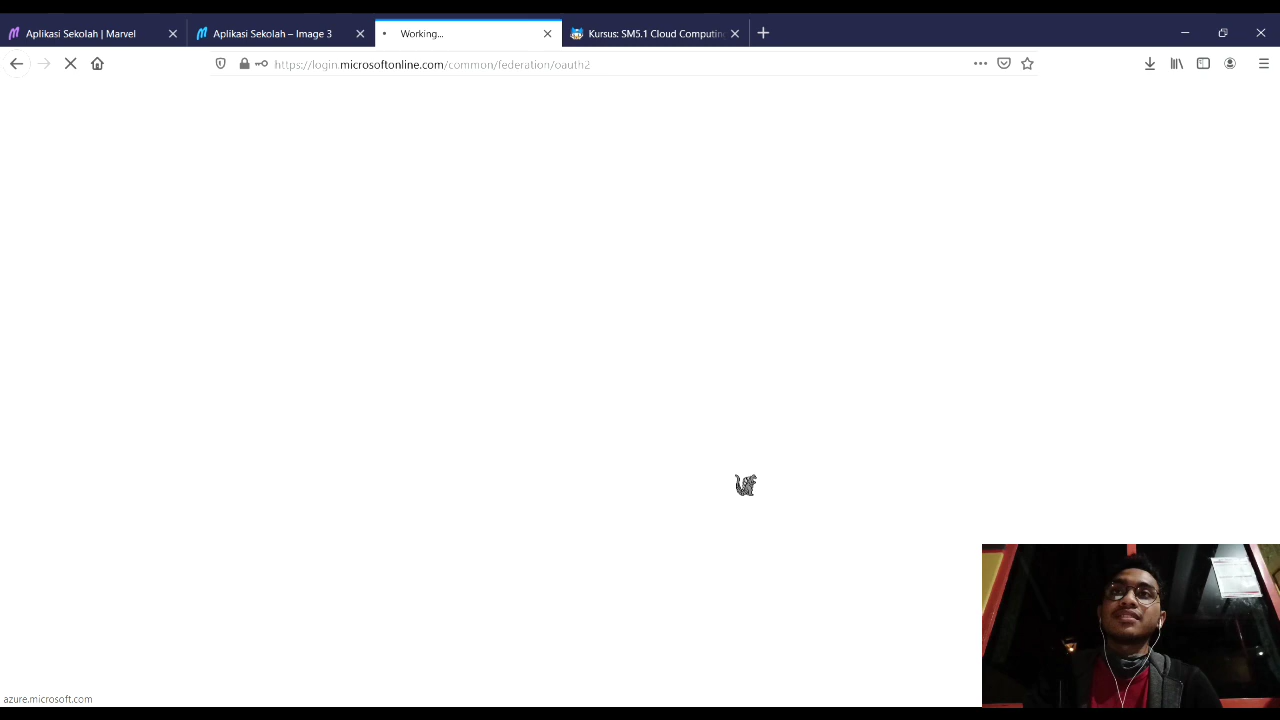 Aplikasi Sekolah | Marvel
Aplikasi Sekolah – Image 3
Working...
Kursus: SM5.1 Cloud Computin
https://login.microsoftonline.com/common/federation/oauth2
azure.microsoft.com